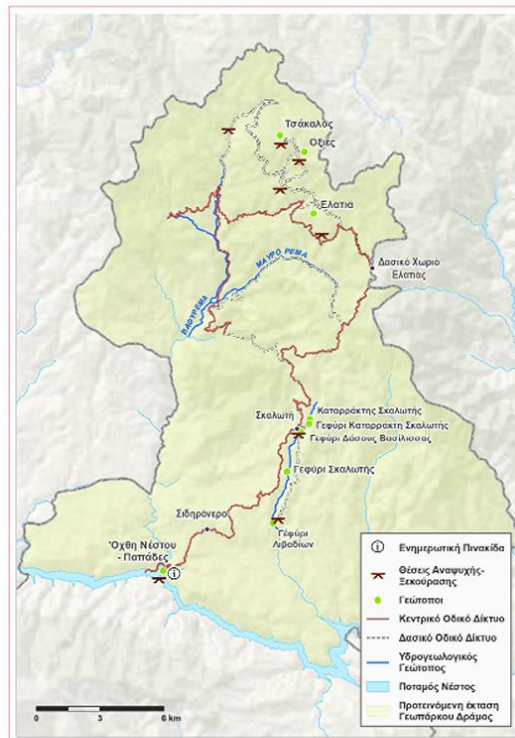 Τσάκαλος
Οξιές
Ελατιά
Δασικό Χωριό
Ελατιας
ΜΑΥΡΟ ΡΕΜΑ
ΒΑΘΥΡΕΜΑ
Καταρράκτης Σκαλωτής
Σκαλωτή
Γεφύρι Καταρράκτη Σκαλωτής
Γεφύρι Δάσους Βασίλισσας
Γεφύρι Σκαλωτής
Σιδηρόνερο
Γεφύρι
Λιβαδίων
Όχθη Νέστου
- Παπάδες
Ενημερωτική Πινακίδα
Θέσεις Αναψυχής-
Ξεκούρασης
Γεώτοποι
Κεντρικό Οδικό Δίκτυο
Δασικό Οδικό Δίκτυο
Υδρογεωλογικός
Γεώτοπος
Ποταμός Νέστος
Προτεινόμενη έκταση
Γεωπάρκου Δράμας
0 3 6 km